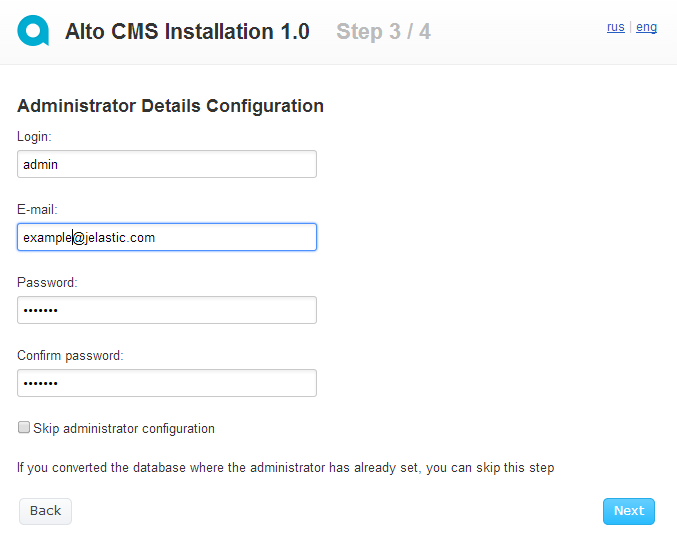 Alto CMS Installation 1.0 Step 3 / 4 rus | eng
Administrator Details Configuration
Login:
admin
E-mail:
example@jelastic.com
Password:
•••••••
Confirm password:
•••••••
Skip administrator configuration
If you converted the database where the administrator has already set, you can skip this step
Back Next